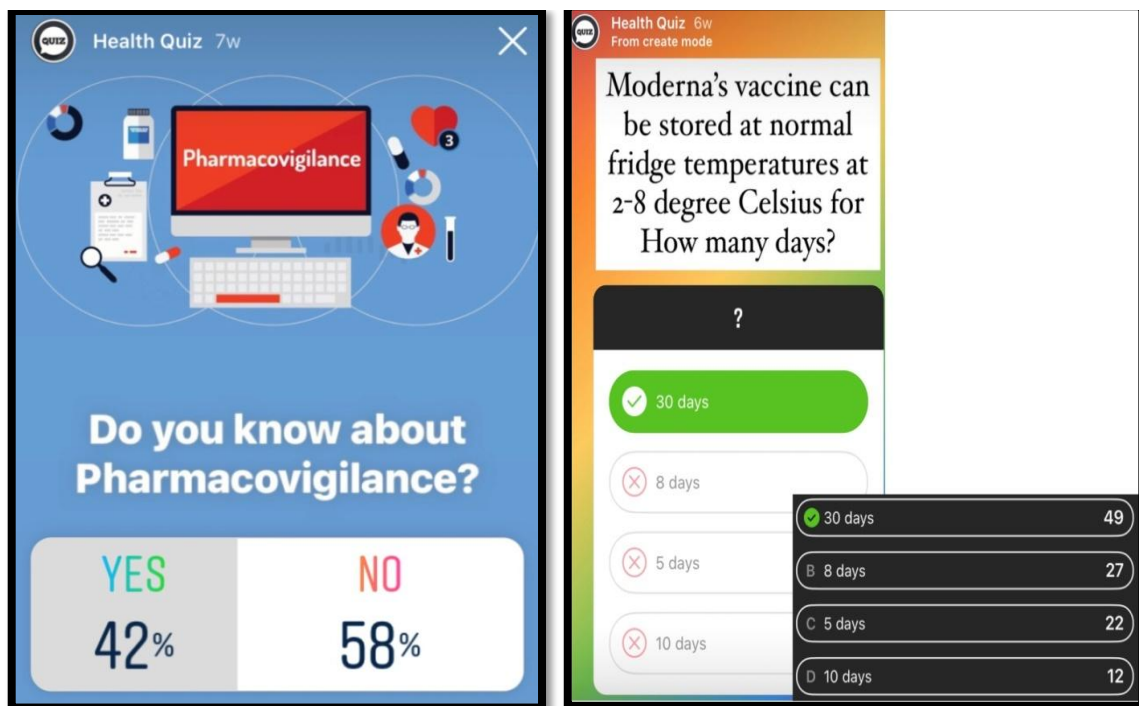 QUIZ
Health Quiz 7w
Pharmacovigilance
3
Do you know about
Pharmacovigilance?
YES
42%
NO
58%
QUIZ
Health Quiz 6w
From create mode
Moderna's vaccine can
be stored at normal
fridge temperatures at
2-8 degree Celsius for
How many days?
?
30 days
8 days
5 days
10 days
30 days 49
B 8 days 27
C 5 days 22
D 10 days 12